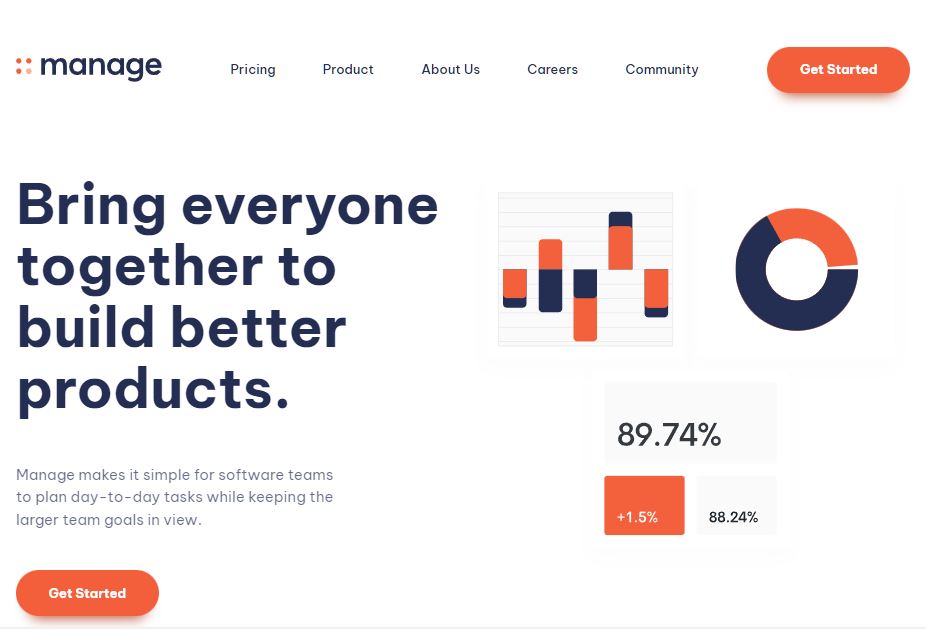 manage
Pricing
Product
About Us
Careers
Community
Get Started
Bring everyone
together to
build better
products.
Manage makes it simple for software teams
to plan day-to-day tasks while keeping the
larger team goals in view.
Get Started
89.74%
+1.5%
88.24%